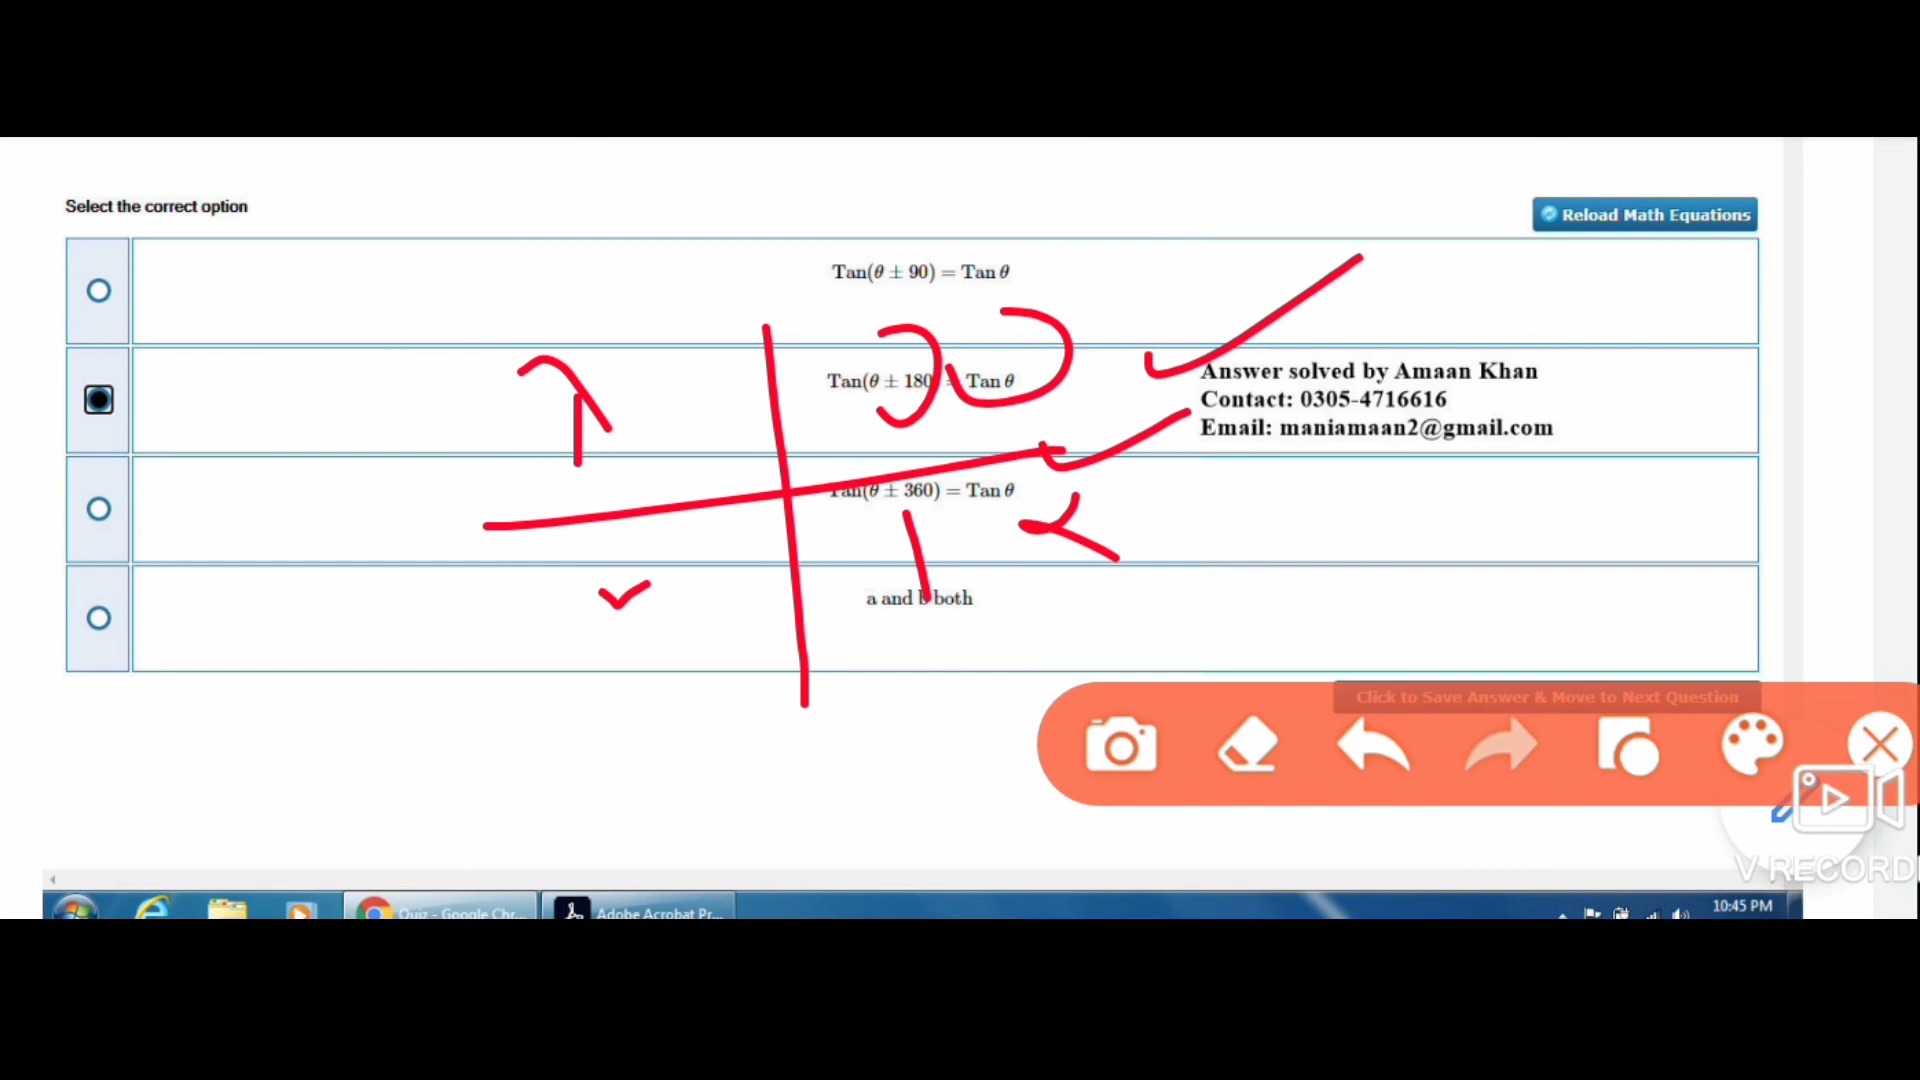 Select the correct option
Reload Math Equations
Tan(θ ± 90) = Tan θ
Tan(θ ± 180) = Tan θ
Answer solved by Amaan Khan
Contact: 0305-4716616
Email: maniamaan2@gmail.com
Tan(θ ± 360) = Tan θ
a and b both
Click to Save Answer & Move to Next Question
V RECORD
Quiz - Google Chr...
Adobe Acrobat Pr...
10:45 PM